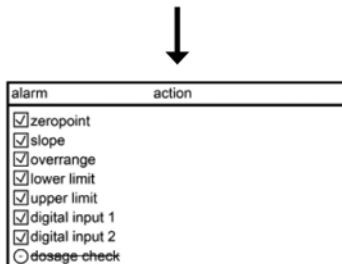 alarm action
zeropoint
slope
overrange
lower limit
upper limit
digital input 1
digital input 2
dosage check